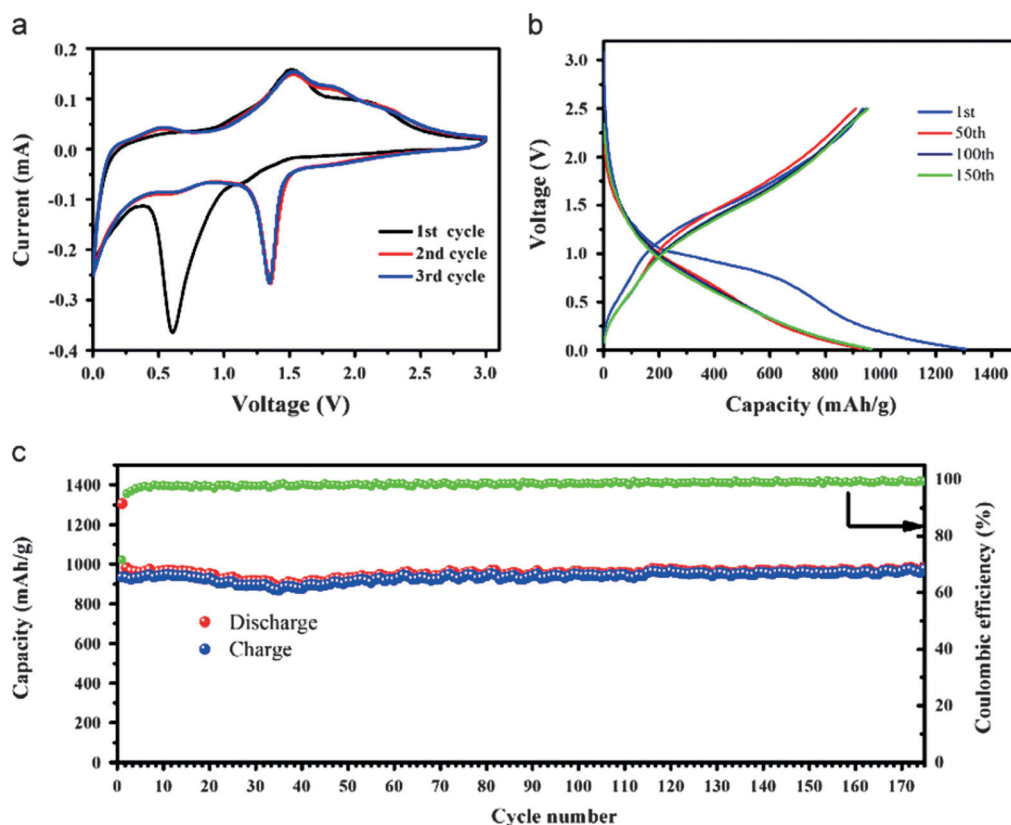 a
0.2
0.1
0.0
-0.1
-0.2
-0.3
-0.4
Current (mA)
1st cycle
2nd cycle
3rd cycle
0.0 0.5 1.0 1.5 2.0 2.5 3.0
Voltage (V)
b
3.0
2.5
2.0
1.5
1.0
0.5
0.0
Voltage (V)
1st
50th
100th
150th
0 200 400 600 800 1000 1200 1400
Capacity (mAh/g)
c
1400
1200
1000
800
600
400
200
0
Capacity (mAh/g)
Discharge
Charge
100
80
60
40
20
0
Coulombic efficiency (%)
0 10 20 30 40 50 60 70 80 90 100 110 120 130 140 150 160 170
Cycle number